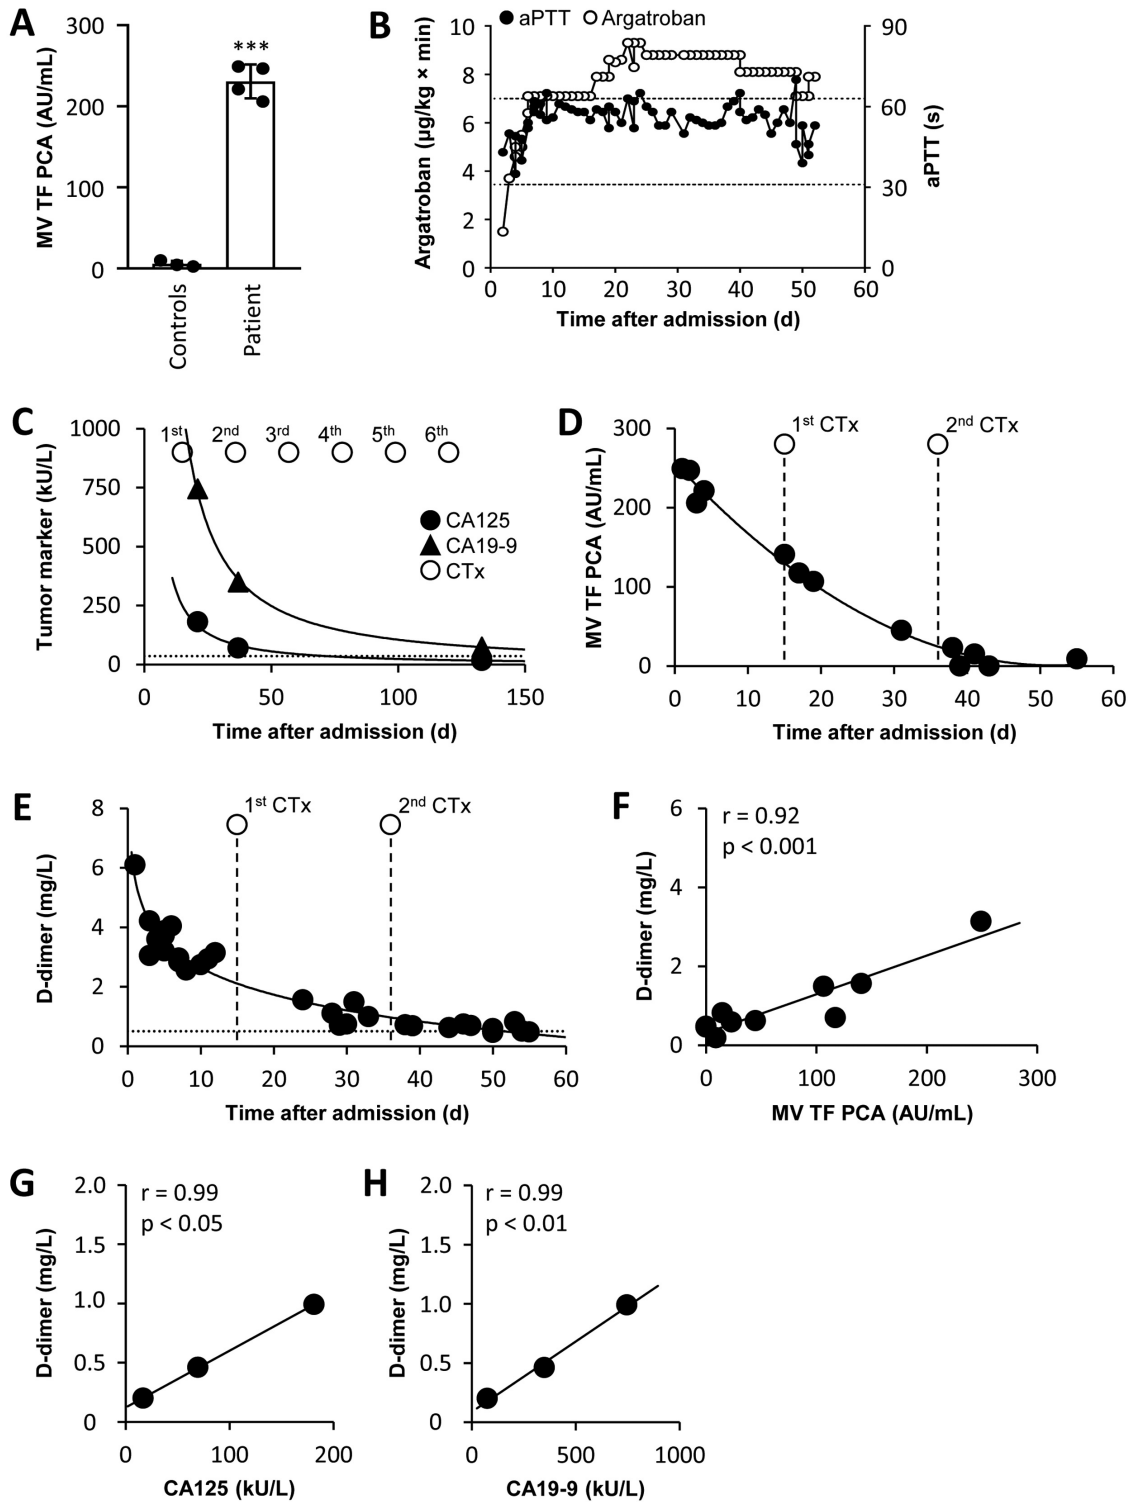 A
MV TF PCA (AU/mL)
300
200
100
0
***
Controls
Patient
B
aPTT Argatroban
Argatroban (µg/kg × min)
10
8
6
4
2
0
90
60
30
0
aPTT (s)
0 10 20 30 40 50 60
Time after admission (d)
C
Tumor marker (kU/L)
1000
750
500
250
0
1st 2nd 3rd 4th 5th 6th
CA125
CA19-9
CTx
0 50 100 150
Time after admission (d)
D
MV TF PCA (AU/mL)
300
200
100
0
1st CTx 2nd CTx
0 10 20 30 40 50 60
Time after admission (d)
E
D-dimer (mg/L)
8
6
4
2
0
1st CTx 2nd CTx
0 10 20 30 40 50 60
Time after admission (d)
F
D-dimer (mg/L)
6
4
2
0
r = 0.92
p < 0.001
0 100 200 300
MV TF PCA (AU/mL)
G
D-dimer (mg/L)
2.0
1.5
1.0
0.5
0
r = 0.99
p < 0.05
0 100 200
CA125 (kU/L)
H
D-dimer (mg/L)
2.0
1.5
1.0
0.5
0
r = 0.99
p < 0.01
0 500 1000
CA19-9 (kU/L)